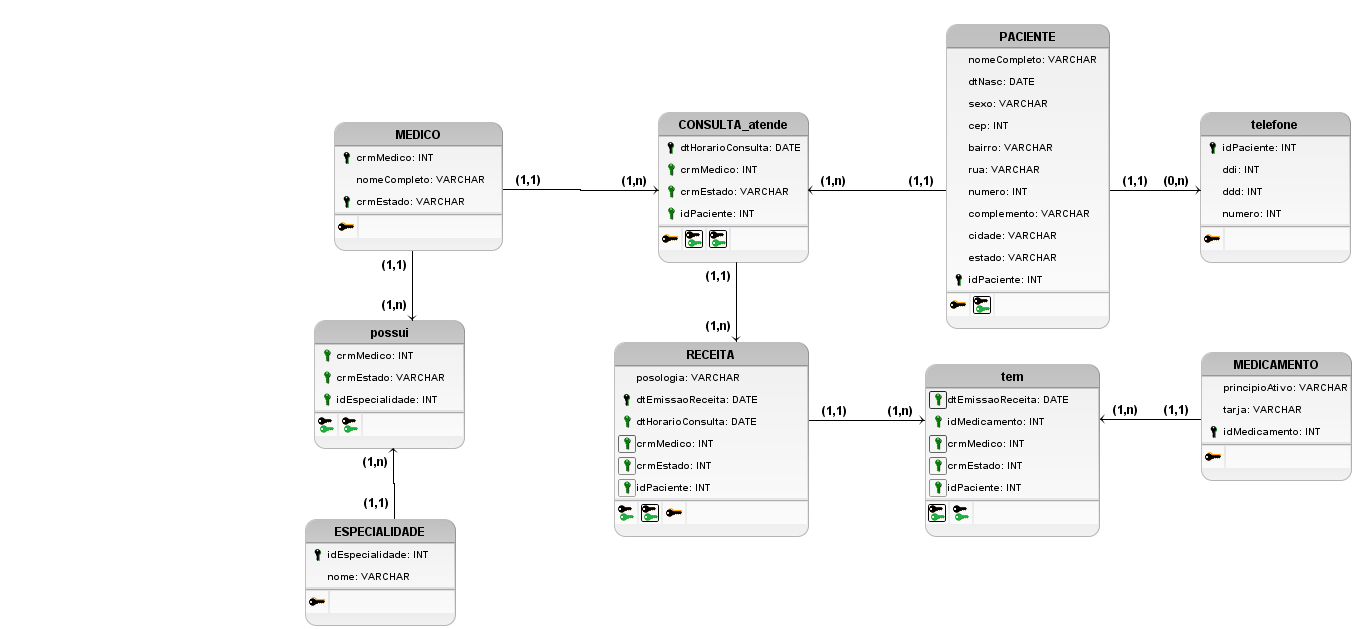 PACIENTE
nomeCompleto: VARCHAR
dtNasc: DATE
sexo: VARCHAR
cep: INT
bairro: VARCHAR
rua: VARCHAR
numero: INT
complemento: VARCHAR
cidade: VARCHAR
estado: VARCHAR
idPaciente: INT
MEDICO
crmMedico: INT
nomeCompleto: VARCHAR
crmEstado: VARCHAR
(1,1)
(1,n)
CONSULTA_atende
dtHorarioConsulta: DATE
crmMedico: INT
crmEstado: VARCHAR
idPaciente: INT
(1,n)
(1,1)
(1,1)
(0,n)
telefone
idPaciente: INT
ddi: INT
ddd: INT
numero: INT
(1,1)
(1,n)
(1,1)
(1,n)
possui
crmMedico: INT
crmEstado: VARCHAR
idEspecialidade: INT
(1,n)
(1,1)
ESPECIALIDADE
idEspecialidade: INT
nome: VARCHAR
RECEITA
posologia: VARCHAR
dtEmissaoReceita: DATE
dtHorarioConsulta: DATE
crmMedico: INT
crmEstado: INT
idPaciente: INT
(1,1)
(1,n)
tem
dtEmissaoReceita: DATE
idMedicamento: INT
crmMedico: INT
crmEstado: INT
idPaciente: INT
(1,n)
(1,1)
MEDICAMENTO
principioAtivo: VARCHAR
tarja: VARCHAR
idMedicamento: INT